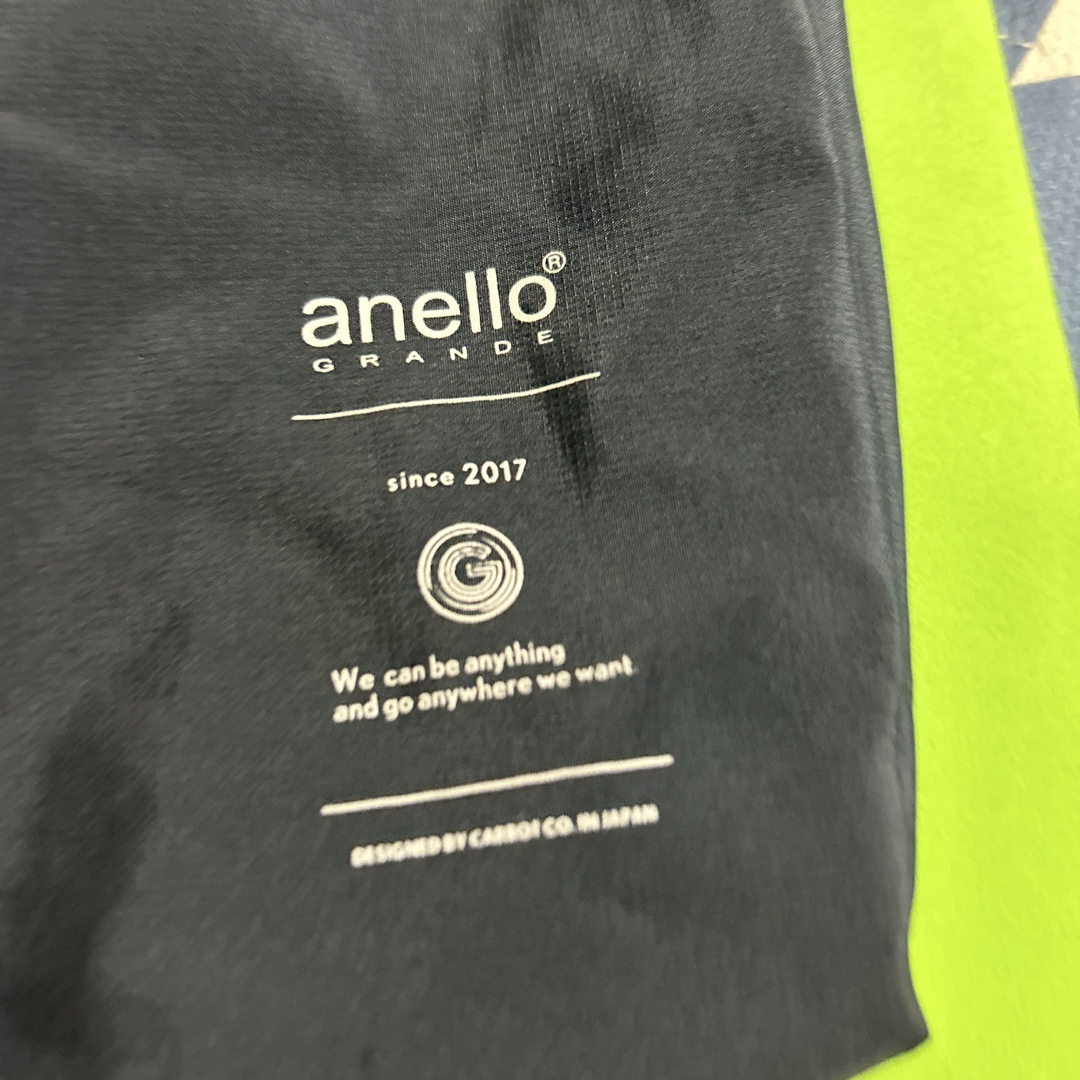 anello®
GRANDE
since 2017
G
We can be anything
and go anywhere we want.
DESIGNED BY CARROT CO. IN JAPAN